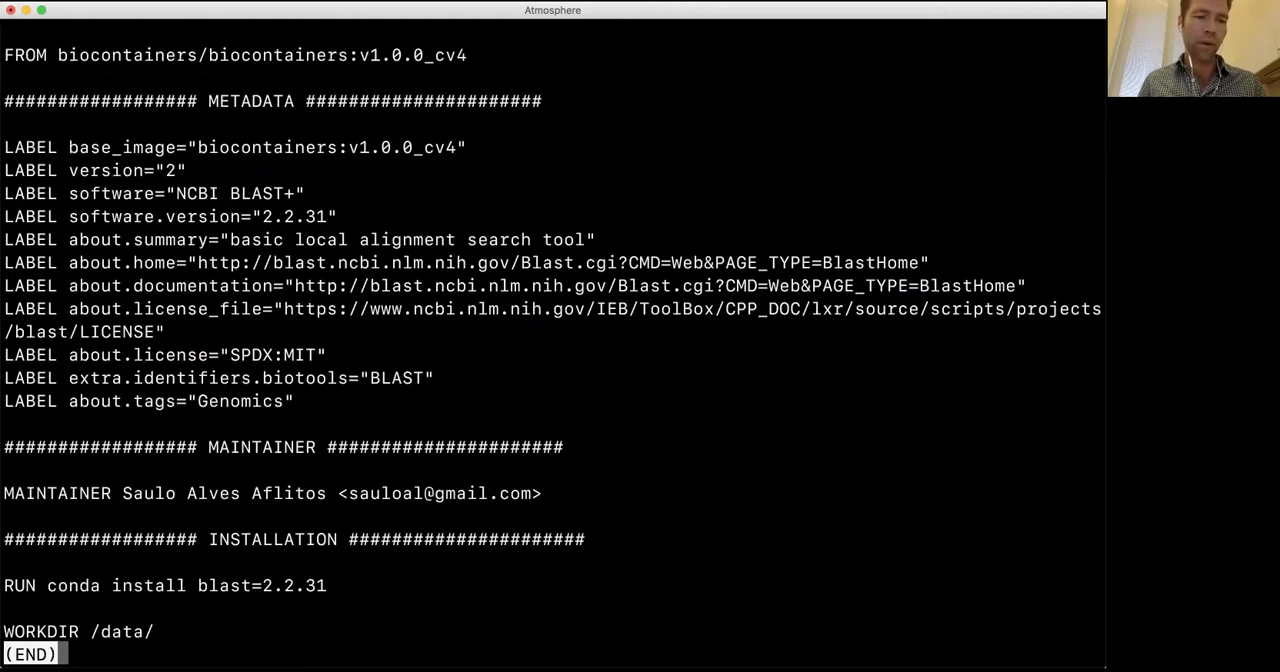 Atmosphere
FROM biocontainers/biocontainers:v1.0.0_cv4
################## METADATA ######################
LABEL base_image="biocontainers:v1.0.0_cv4"
LABEL version="2"
LABEL software="NCBI BLAST+"
LABEL software.version="2.2.31"
LABEL about.summary="basic local alignment search tool"
LABEL about.home="http://blast.ncbi.nlm.nih.gov/Blast.cgi?CMD=Web&PAGE_TYPE=BlastHome"
LABEL about.documentation="http://blast.ncbi.nlm.nih.gov/Blast.cgi?CMD=Web&PAGE_TYPE=BlastHome"
LABEL about.license_file="https://www.ncbi.nlm.nih.gov/IEB/ToolBox/CPP_DOC/lxr/source/scripts/projects
/blast/LICENSE"
LABEL about.license="SPDX:MIT"
LABEL extra.identifiers.biotools="BLAST"
LABEL about.tags="Genomics"
################## MAINTAINER ######################
MAINTAINER Saulo Alves Aflitos <sauloal@gmail.com>
################## INSTALLATION ######################
RUN conda install blast=2.2.31
WORKDIR /data/
(END)